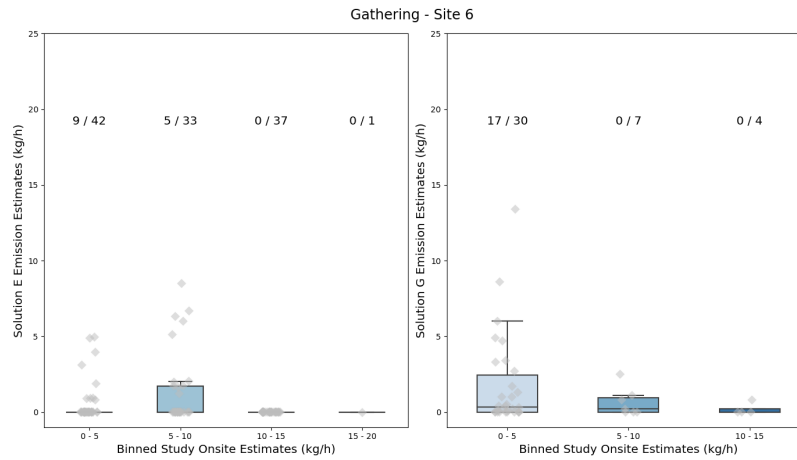 Gathering - Site 6
Solution E Emission Estimates (kg/h)
25
20
15
10
5
0
9 / 42 5 / 33 0 / 37 0 / 1
0 - 5 5 - 10 10 - 15 15 - 20
Binned Study Onsite Estimates (kg/h)
Solution G Emission Estimates (kg/h)
25
20
15
10
5
0
17 / 30 0 / 7 0 / 4
0 - 5 5 - 10 10 - 15
Binned Study Onsite Estimates (kg/h)